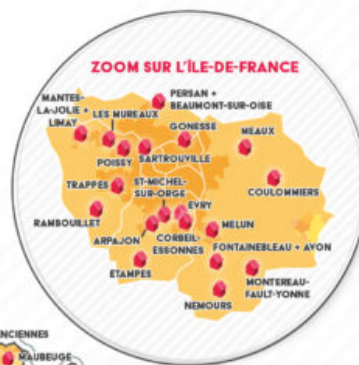 ZOOM SUR L'ÎLE-DE-FRANCE
PERSAN +
BEAUMONT-SUR-OISE
MANTES-
LA-JOLIE +
LIMAY
LES MUREAUX
GONESSE
MEAUX
POISSY
SARTROUVILLE
TRAPPES
ST-MICHEL-
SUR-ORGE
COULOMMIERS
RAMBOUILLET
EVRY
ARPAJON
CORBEIL-
ESSONNES
MELUN
ÉTAMPES
FONTAINEBLEAU + AVON
MONTEREAU-
FAULT-YONNE
NEMOURS
NCIENNES
MAUBEUGE